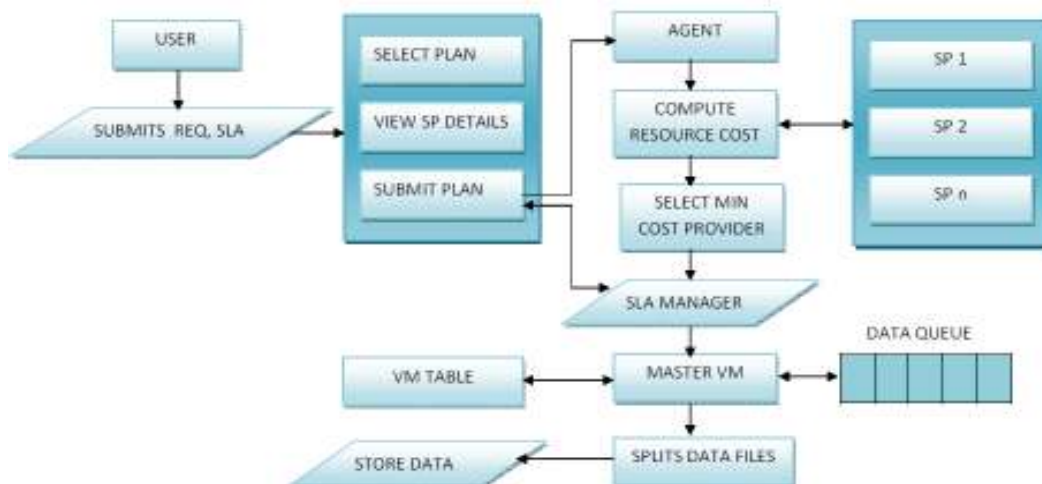 USER
SUBMITS REQ, SLA
SELECT PLAN
VIEW SP DETAILS
SUBMIT PLAN
AGENT
COMPUTE
RESOURCE COST
SELECT MIN
COST PROVIDER
SP 1
SP 2
SP n
SLA MANAGER
DATA QUEUE
VM TABLE
MASTER VM
STORE DATA
SPLITS DATA FILES